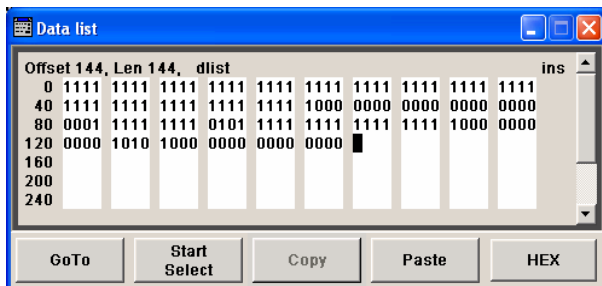 Data list
Offset 144, Len 144, dlist ins
0 1111 1111 1111 1111 1111 1111 1111 1111 1111 1111
40 1111 1111 1111 1111 1111 1000 0000 0000 0000 0000
80 0001 1111 1111 0101 1111 1111 1111 1111 1000 0000
120 0000 1010 1000 0000 0000 0000
160
200
240
GoTo Start Select Copy Paste HEX